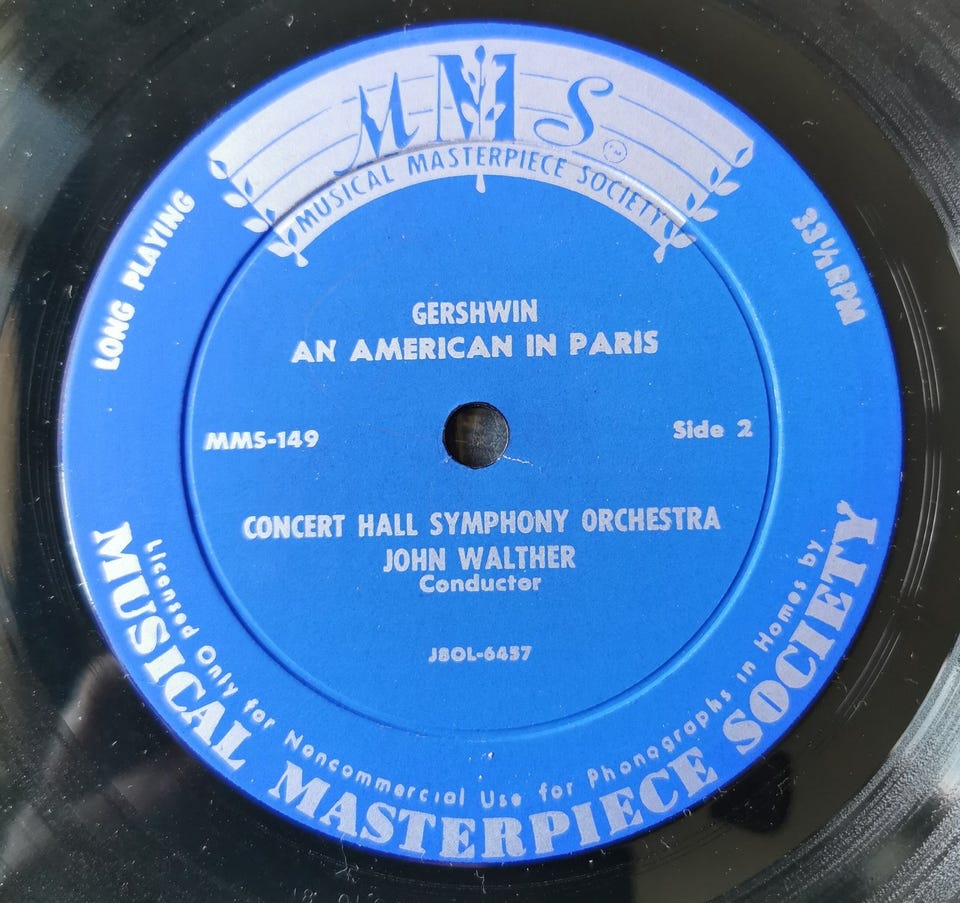 MMS
MUSICAL MASTERPIECE SOCIETY
LONG PLAYING
33 1/3 RPM
GERSHWIN
AN AMERICAN IN PARIS
MMS-149
Side 2
CONCERT HALL SYMPHONY ORCHESTRA
JOHN WALTHER
Conductor
J8OL-6457
Licensed Only for Noncommercial Use for Phonographs in Homes by
MUSICAL MASTERPIECE SOCIETY